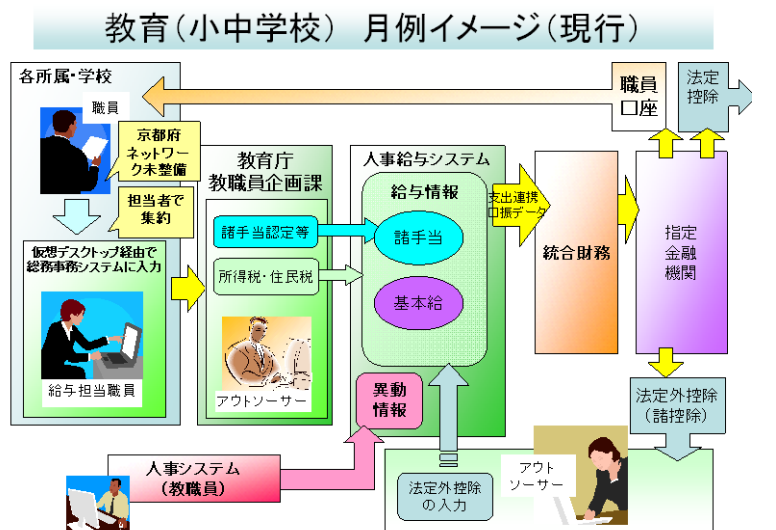 教育（小中学校）　月例イメージ（現行）
各所属・学校
職員
京都府
ネットワー
ク未整備
担当者で
集約
仮想デスクトップ経由で
総務事務システムに入力
給与担当職員
教育庁
教職員企画課
諸手当認定等
所得税・住民税
アウトソーサー
人事給与システム
給与情報
諸手当
基本給
異動
情報
支出連携
口振データ
統合財務
職員
口座
法定
控除
指定
金融
機関
法定外控除
（諸控除）
人事システム
（教職員）
法定外控除
の入力
アウト
ソーサー